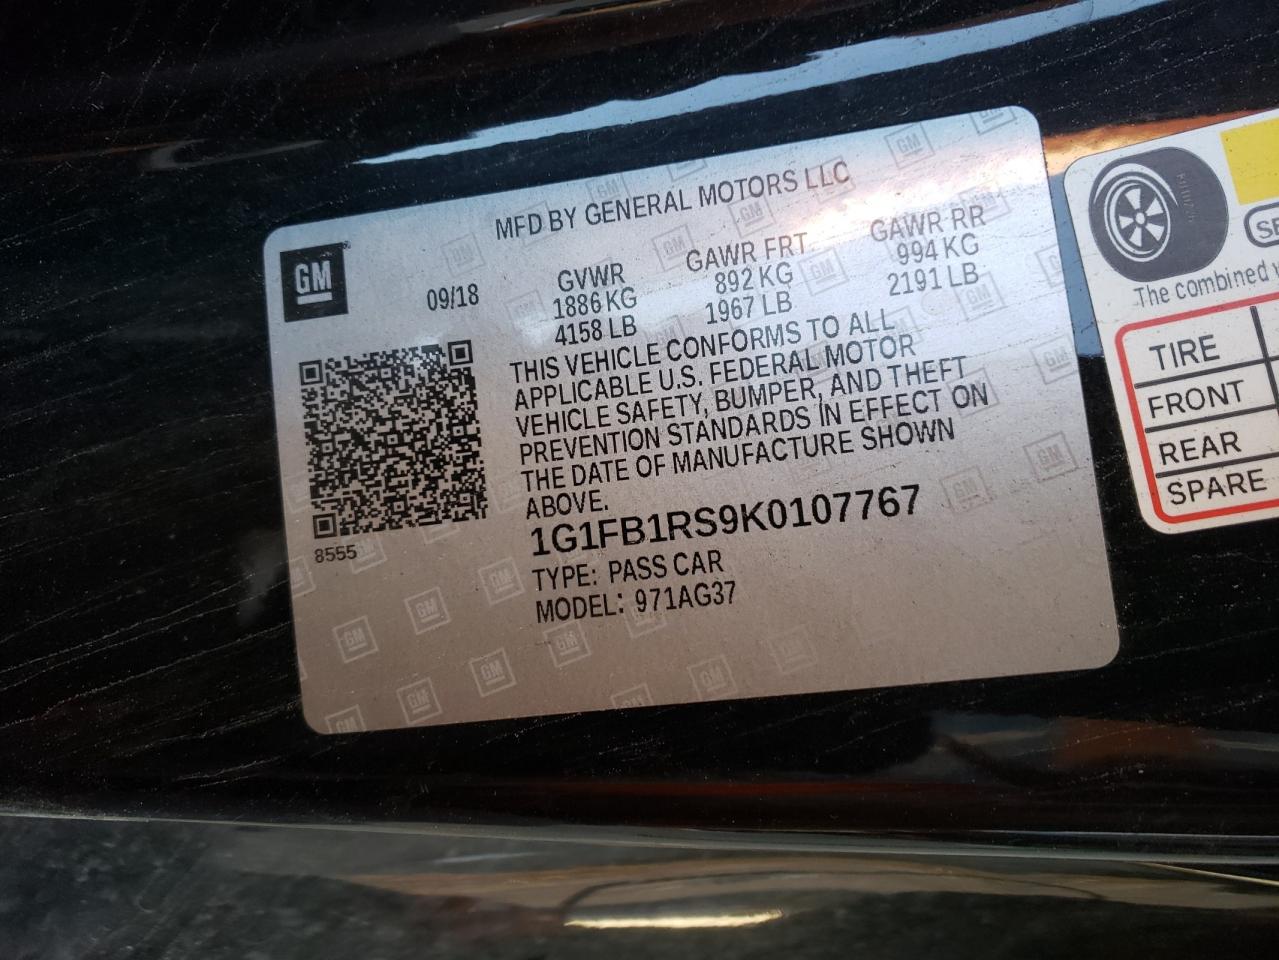 MFD BY GENERAL MOTORS LLC
GM
09/18
GVWR
1886 KG
4158 LB
GAWR FRT
892 KG
1967 LB
GAWR RR
994 KG
2191 LB
THIS VEHICLE CONFORMS TO ALL
APPLICABLE U.S. FEDERAL MOTOR
VEHICLE SAFETY, BUMPER, AND THEFT
PREVENTION STANDARDS IN EFFECT ON
THE DATE OF MANUFACTURE SHOWN
ABOVE.
8555
1G1FB1RS9K0107767
TYPE: PASS CAR
MODEL: 971AG37
SE
The combined
TIRE
FRONT
REAR
SPARE